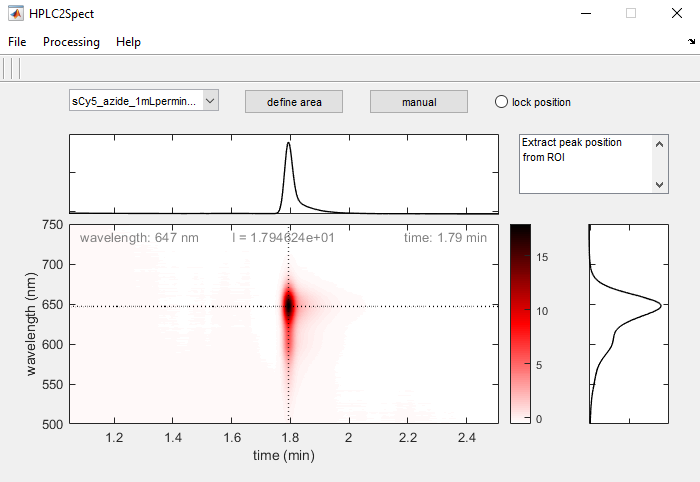 HPLC2Spect
File Processing Help
sCy5_azide_1mLpermin...
define area
manual
lock position
Extract peak position
from ROI
wavelength: 647 nm I = 1.794624e+01 time: 1.79 min
750
700
650
600
550
500
wavelength (nm)
1.2 1.4 1.6 1.8 2 2.2 2.4
time (min)
15
10
5
0